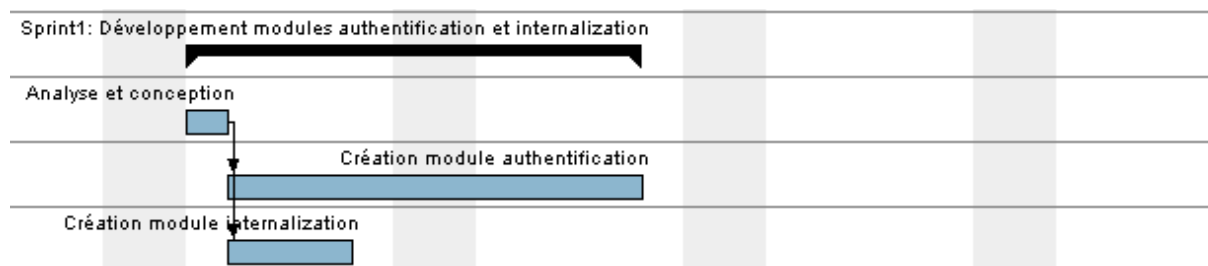 Sprint1: Développement modules authentification et internalization
Analyse et conception
Création module authentification
Création module internalization